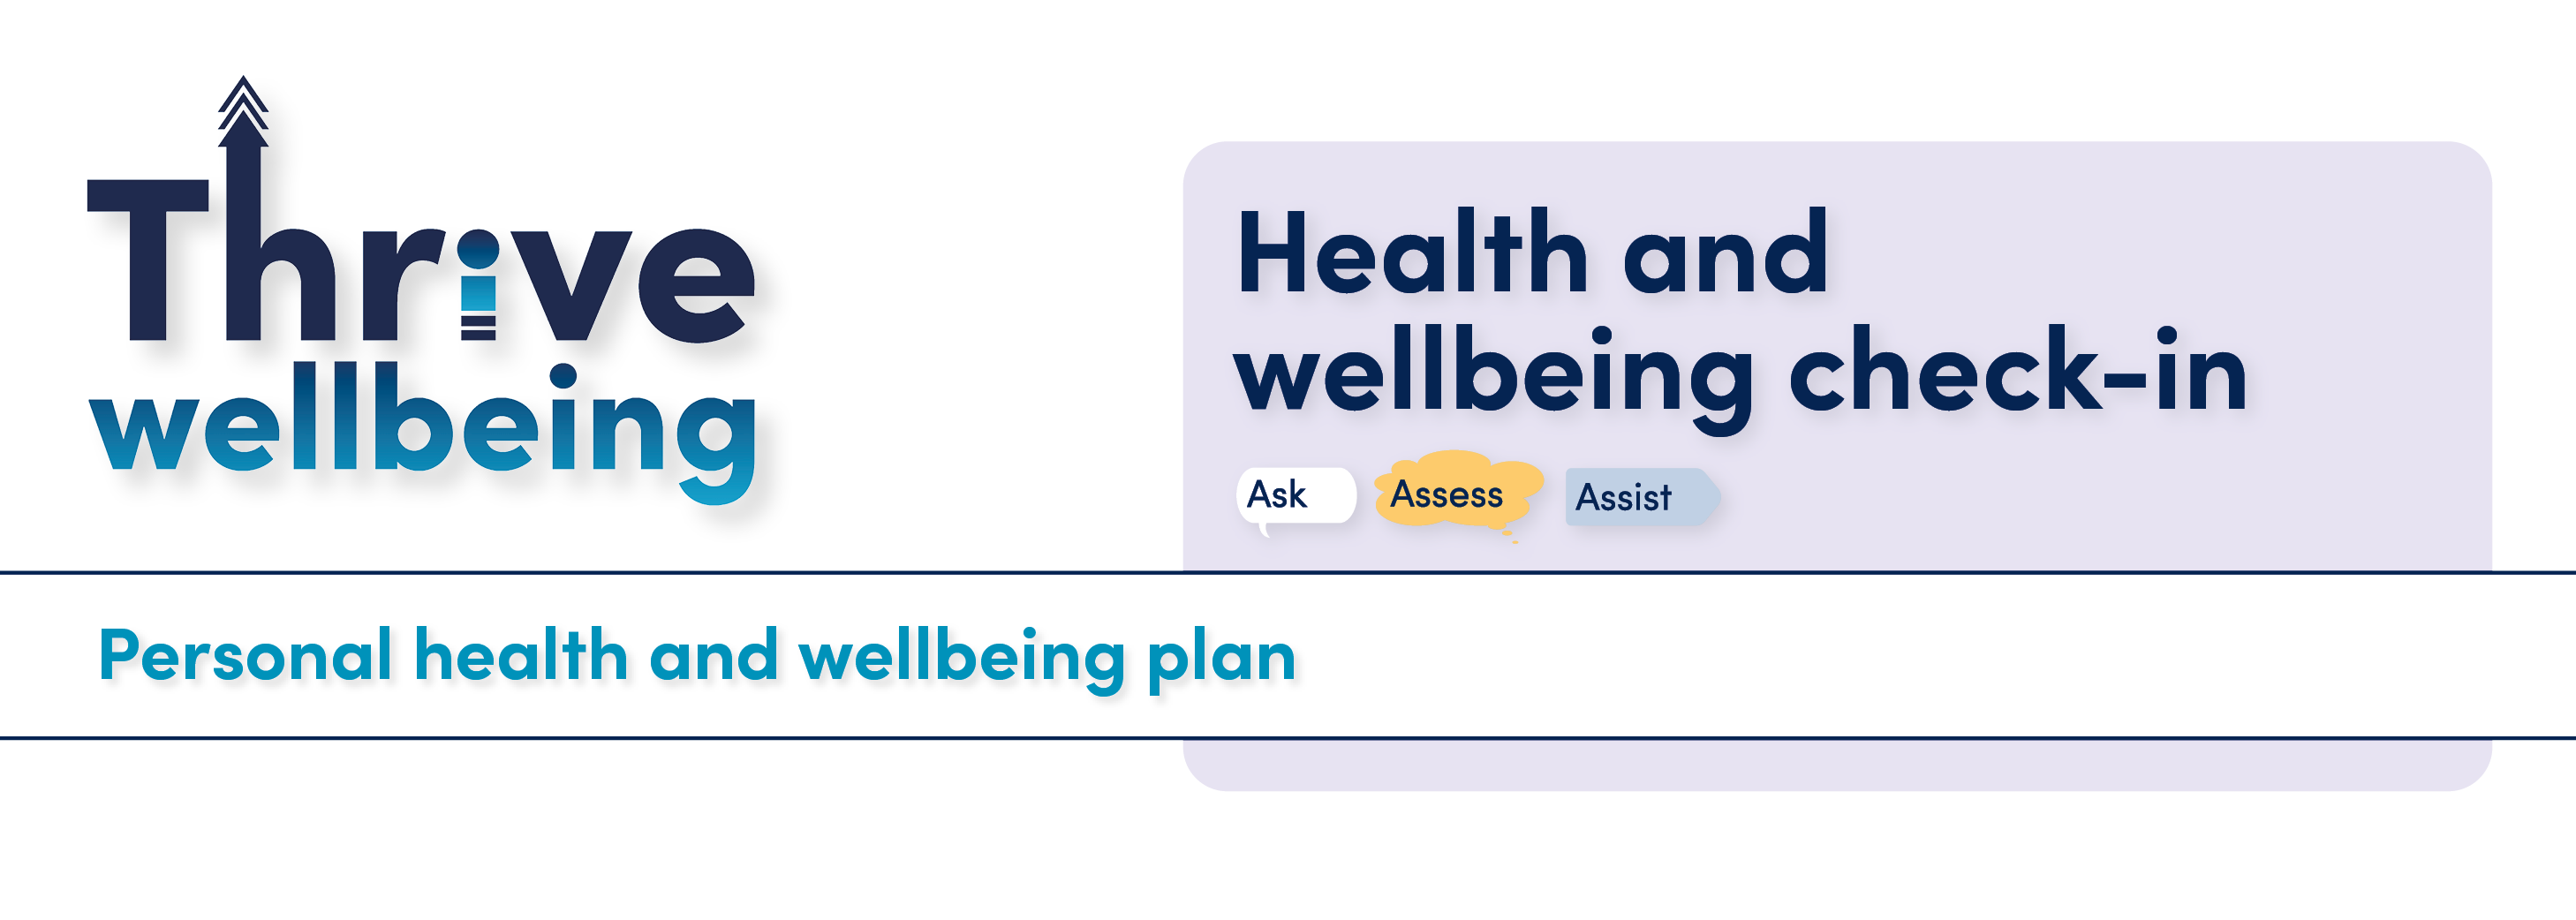 Thrive
wellbeing
Health and
wellbeing check-in
Ask
Assess
Assist
Personal health and wellbeing plan